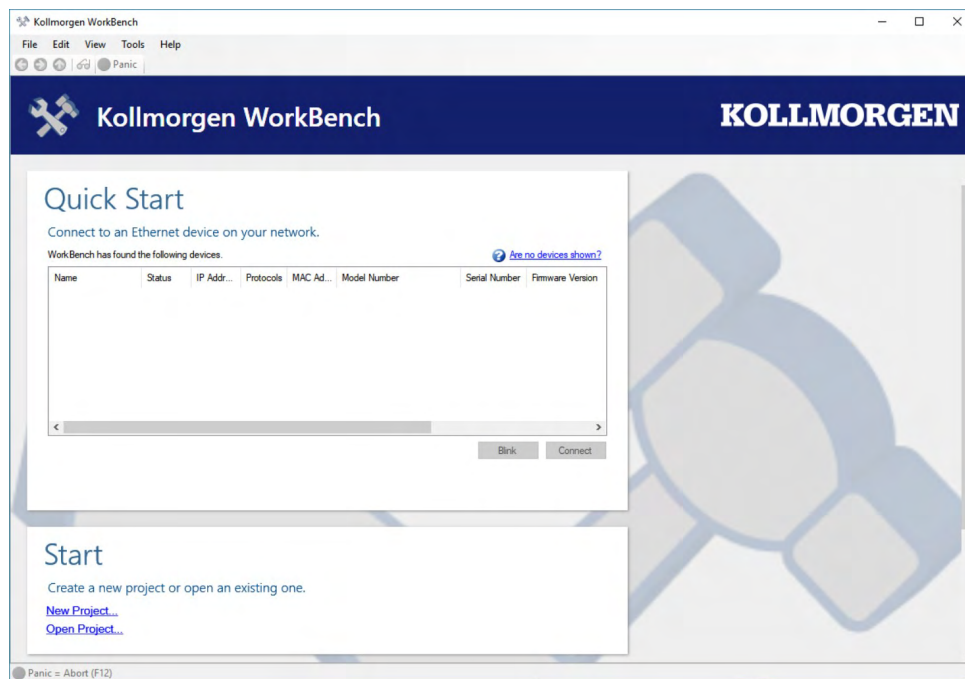 Kollmorgen WorkBench
File Edit View Tools Help
Panic
Kollmorgen WorkBench
KOLLMORGEN
Quick Start
Connect to an Ethernet device on your network.
WorkBench has found the following devices.
Are no devices shown?
Name Status IP Addr... Protocols MAC Ad... Model Number Serial Number Firmware Version
Blink Connect
Start
Create a new project or open an existing one.
New Project...
Open Project...
Panic = Abort (F12)